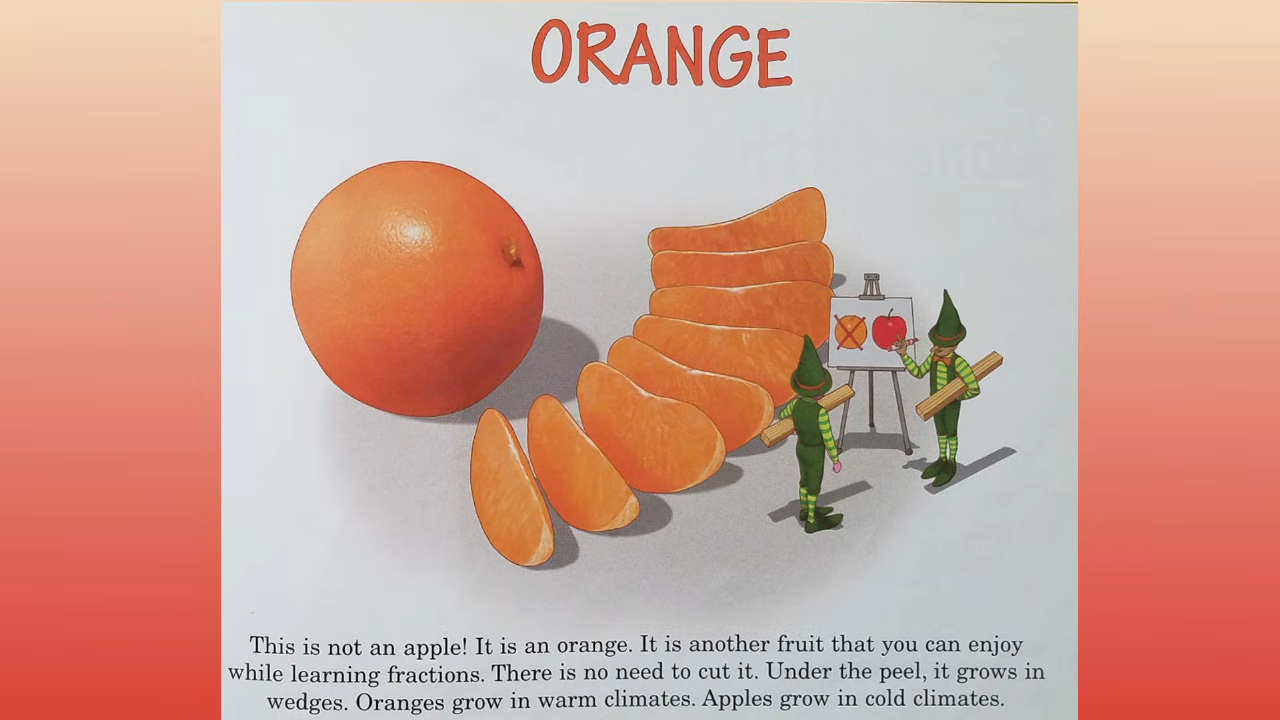 ORANGE
This is not an apple! It is an orange. It is another fruit that you can enjoy
while learning fractions. There is no need to cut it. Under the peel, it grows in
wedges. Oranges grow in warm climates. Apples grow in cold climates.